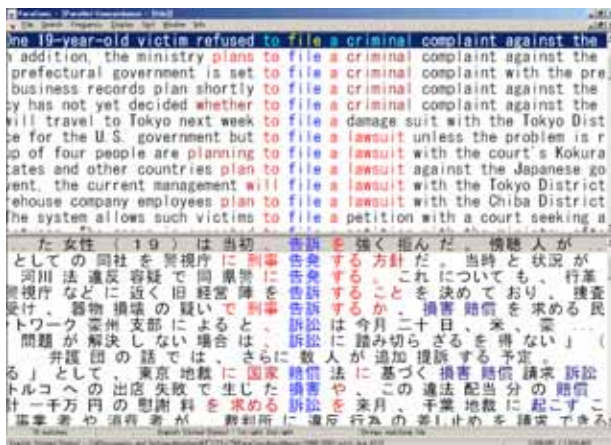 ParaConc - [Parallel Concordance - [file]]
File Search Frequency Display Sort Window Info
One 19-year-old victim refused to file a criminal complaint against the
n addition, the ministry plans to file a criminal complaint against the
prefectural government is set to file a criminal complaint with the pre
business records plan shortly to file a criminal complaint against the
cy has not yet decided whether to file a criminal complaint against the
will travel to Tokyo next week to file a damage suit with the Tokyo Dist
ce for the U.S. government but to file a lawsuit unless the problem is r
up of four people are planning to file a lawsuit with the court's Kokura
tates and other countries plan to file a lawsuit against the Japanese go
vent, the current management will file a lawsuit with the Tokyo District
rehouse company employees plan to file a lawsuit with the Chiba District
The system allows such victims to file a petition with a court seeking a
た 女性 ( 19 ) は 当初 告訴 を 強く 拒ん だ 。 傍聴 人 が
として の 同社 を 警視庁 に 刑事 告発 する 方針 だ 。 当時 と 状況 が
河川 法 違反 容疑 で 同 県警 に 告発 する 。 これ について も 、 行革
警視庁 など に 近く 旧 経営 陣 を 告訴 する こと を 決め て おり 、 捜査
受け 、 器物 損壊 の 疑い で 刑事 告訴 する か 、 損害 賠償 を 求める 民
トワーク 栄州 支部 に よる と 、 訴訟 は 今月 二十 日 、 米 、 栄
問題 が 解決 し ない 場合 は 、 訴訟 に 踏み切ら ざる を 得 ない 」 (
弁護 団 の 話 で は 、 さらに 数 人 が 追加 提訴 する 予定 。
る 」 として 、 東京 地裁 に 国家 賠償 法 に 基づく 損害 賠償 請求 訴訟
トルコ へ の 出店 失敗 で 生じ た 損害 や 、 この 違法 配当 分 の 賠償
計 一千万 円 の 慰謝 料 を 求める 訴訟 を 来月 、 千葉 地裁 に 起こす こ
事業 者 や 消費 者 が 、 裁判所 に 違反 行為 の 差し止め を 請求 できる